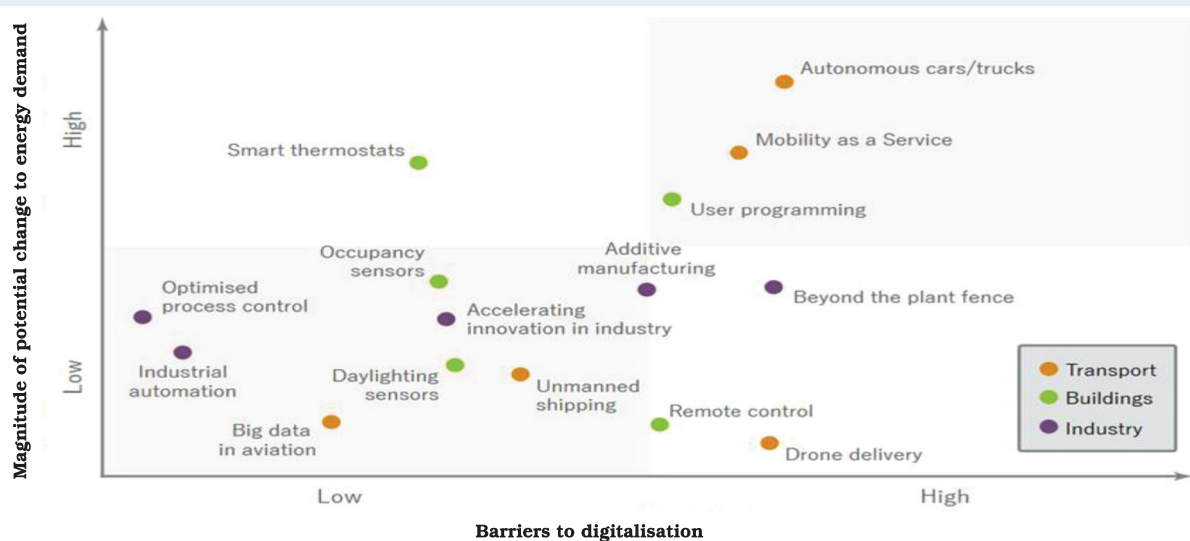 Magnitude of potential change to energy demand
High
Low
Autonomous cars/trucks
Mobility as a Service
Smart thermostats
User programming
Occupancy
sensors
Additive
manufacturing
Optimised
process control
Beyond the plant fence
Accelerating
innovation in industry
Industrial
automation
Daylighting
sensors
Unmanned
shipping
Big data
in aviation
Remote control
Drone delivery
Transport
Buildings
Industry
Low
High
Barriers to digitalisation